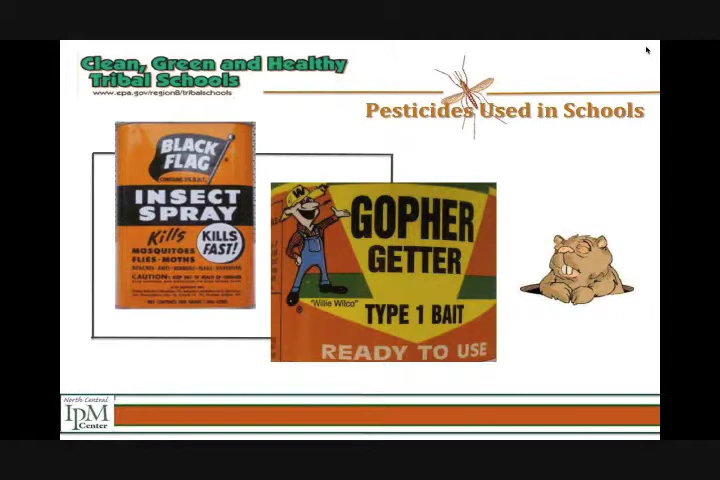 Clean, Green and Healthy
Tribal Schools
www.epa.gov/region8/tribalschools
Pesticides Used in Schools
BLACK
FLAG
INSECT
SPRAY
Kills
MOSQUITOES
FLIES · MOTHS
KILLS
FAST!
CAUTION:
GOPHER
GETTER
"Willie Wilco"
®
TYPE 1 BAIT
READY TO USE
W
North Central
IPM
Center